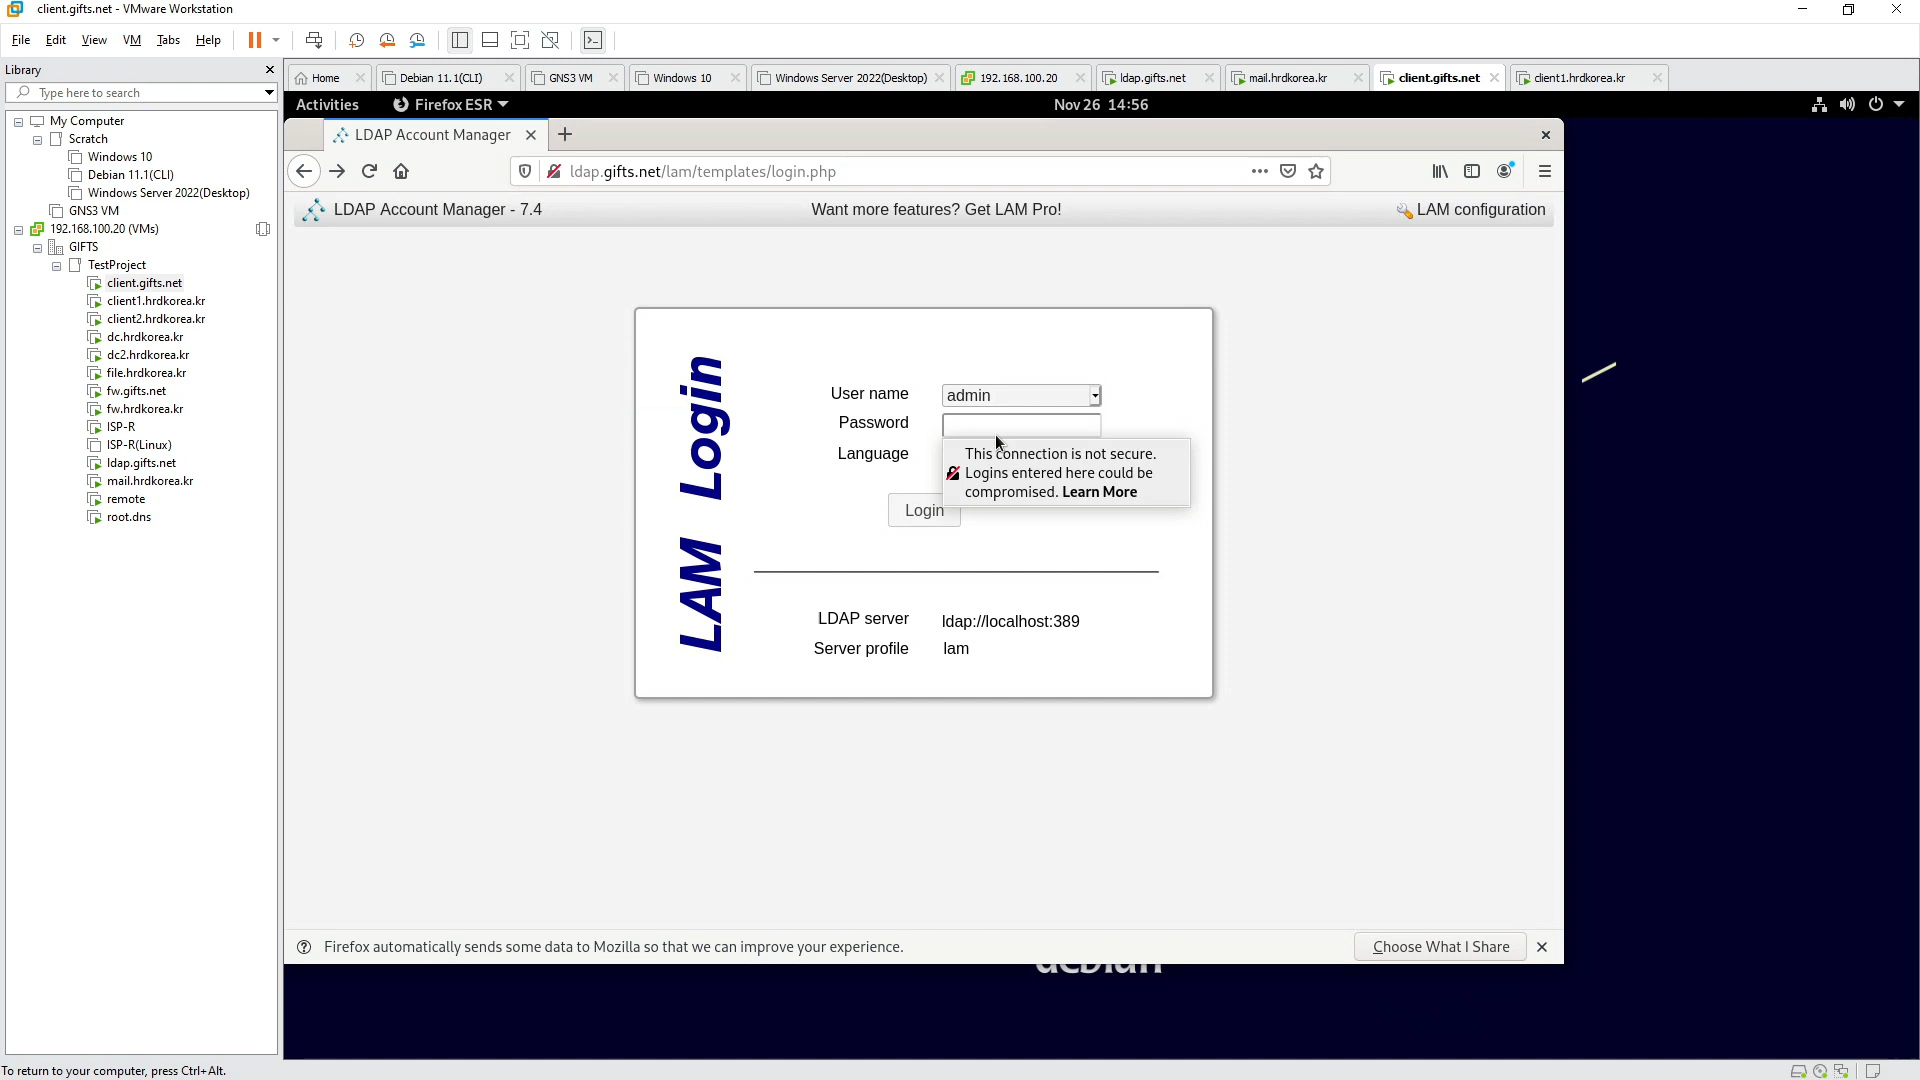 client.gifts.net - VMware Workstation
File Edit View VM Tabs Help
Library
Type here to search
My Computer
Scratch
Windows 10
Debian 11.1(CLI)
Windows Server 2022(Desktop)
GNS3 VM
192.168.100.20 (VMs)
GIFTS
TestProject
client.gifts.net
client1.hrdkorea.kr
client2.hrdkorea.kr
dc.hrdkorea.kr
dc2.hrdkorea.kr
file.hrdkorea.kr
fw.gifts.net
fw.hrdkorea.kr
ISP-R
ISP-R(Linux)
ldap.gifts.net
mail.hrdkorea.kr
remote
root.dns
Home Debian 11.1(CLI) GNS3 VM Windows 10 Windows Server 2022(Desktop) 192.168.100.20 ldap.gifts.net mail.hrdkorea.kr client.gifts.net client1.hrdkorea.kr
Activities Firefox ESR Nov 26 14:56
LDAP Account Manager
ldap.gifts.net/lam/templates/login.php
LDAP Account Manager - 7.4 Want more features? Get LAM Pro! LAM configuration
LAM Login
User name admin
Password
Language
This connection is not secure.
Logins entered here could be
compromised. Learn More
Login
LDAP server ldap://localhost:389
Server profile lam
Firefox automatically sends some data to Mozilla so that we can improve your experience. Choose What I Share
debian
To return to your computer, press Ctrl+Alt.